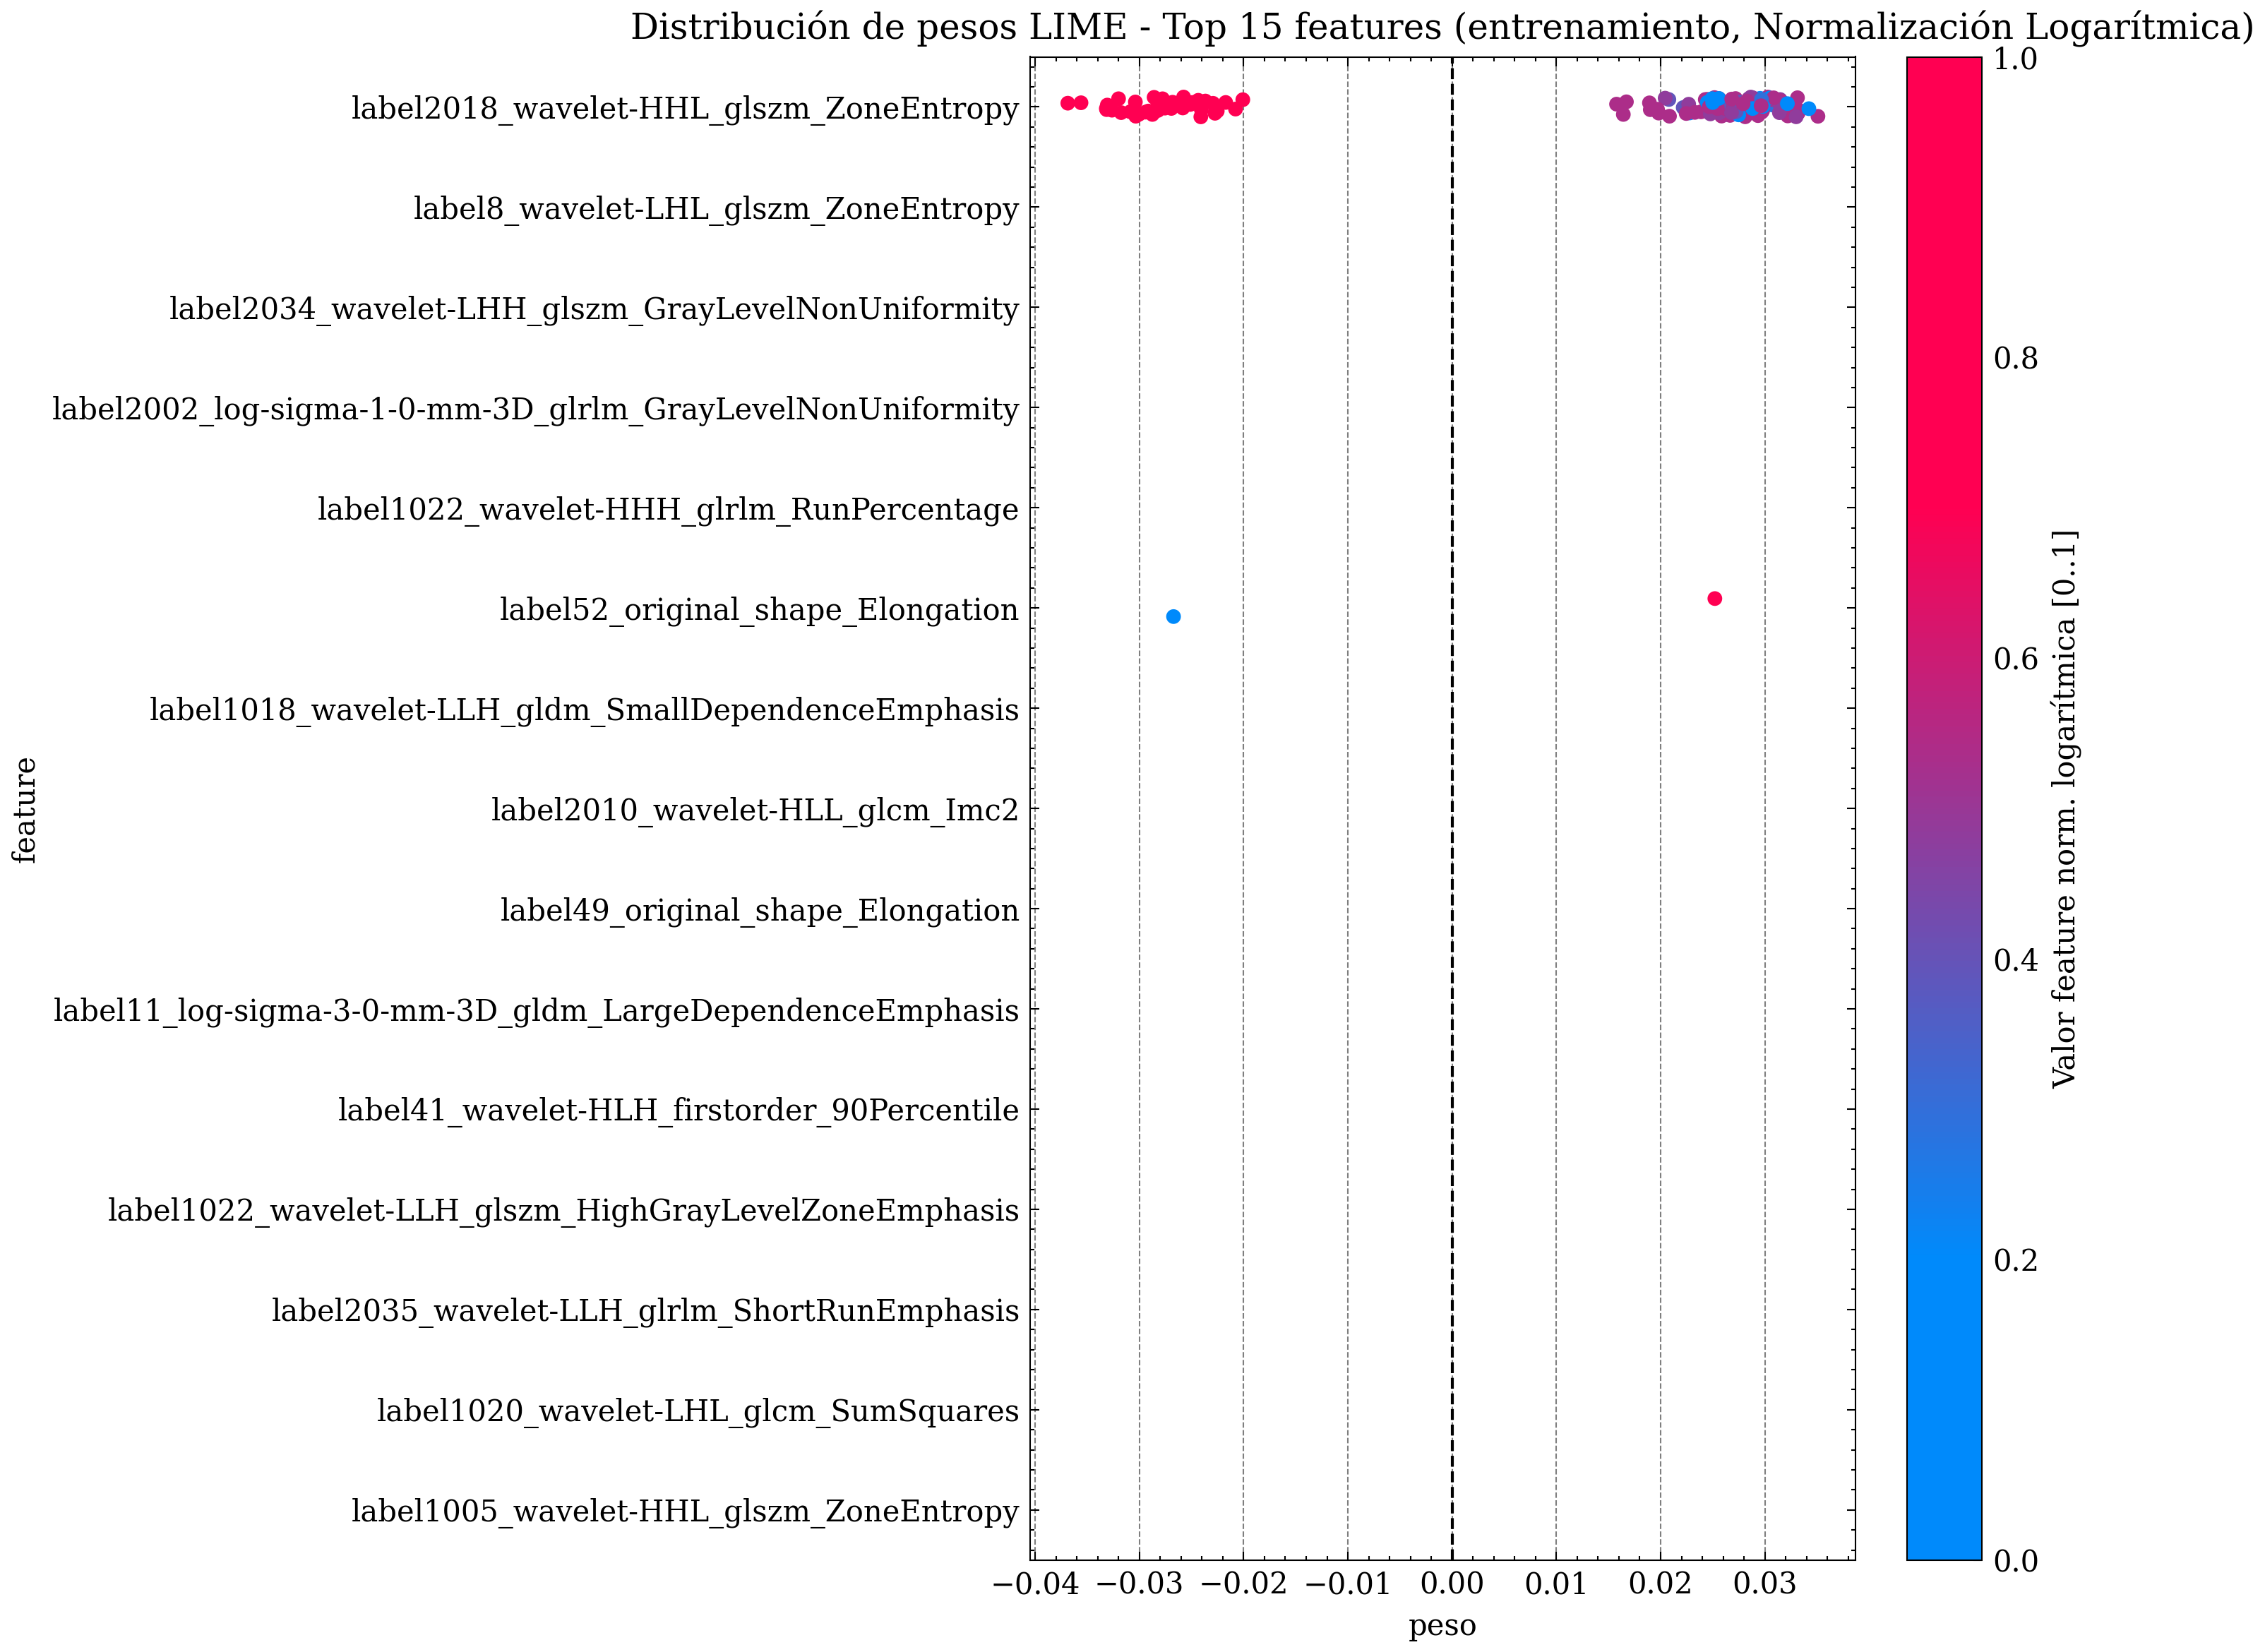 Distribución de pesos LIME - Top 15 features (entrenamiento, Normalización Logarítmica)
label2018_wavelet-HHL_glszm_ZoneEntropy
label8_wavelet-LHL_glszm_ZoneEntropy
label2034_wavelet-LHH_glszm_GrayLevelNonUniformity
label2002_log-sigma-1-0-mm-3D_glrlm_GrayLevelNonUniformity
label1022_wavelet-HHH_glrlm_RunPercentage
label52_original_shape_Elongation
label1018_wavelet-LLH_gldm_SmallDependenceEmphasis
label2010_wavelet-HLL_glcm_Imc2
label49_original_shape_Elongation
label11_log-sigma-3-0-mm-3D_gldm_LargeDependenceEmphasis
label41_wavelet-HLH_firstorder_90Percentile
label1022_wavelet-LLH_glszm_HighGrayLevelZoneEmphasis
label2035_wavelet-LLH_glrlm_ShortRunEmphasis
label1020_wavelet-LHL_glcm_SumSquares
label1005_wavelet-HHL_glszm_ZoneEntropy
feature
−0.04 −0.03 −0.02 −0.01 0.00 0.01 0.02 0.03
peso
1.0
0.8
0.6
0.4
0.2
0.0
Valor feature norm. logarítmica [0..1]